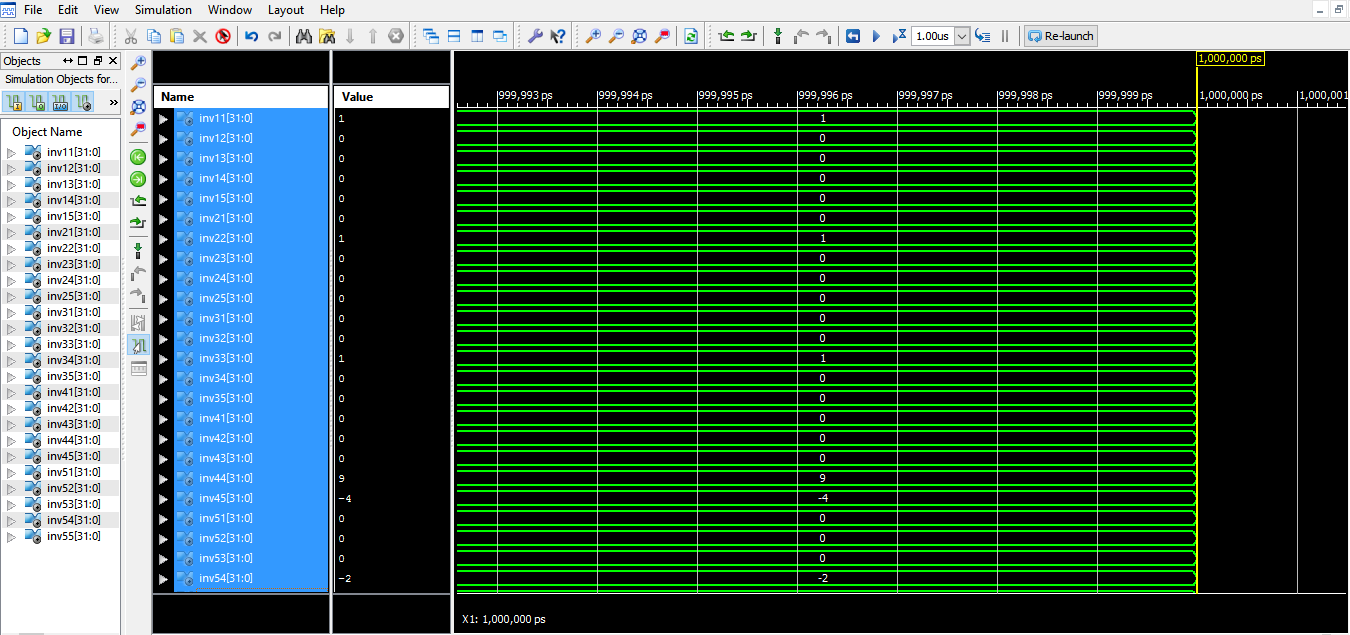 File Edit View Simulation Window Layout Help
1.00us Re-launch
Objects
Simulation Objects for...
Object Name
inv11[31:0]
inv12[31:0]
inv13[31:0]
inv14[31:0]
inv15[31:0]
inv21[31:0]
inv22[31:0]
inv23[31:0]
inv24[31:0]
inv25[31:0]
inv31[31:0]
inv32[31:0]
inv33[31:0]
inv34[31:0]
inv35[31:0]
inv41[31:0]
inv42[31:0]
inv43[31:0]
inv44[31:0]
inv45[31:0]
inv51[31:0]
inv52[31:0]
inv53[31:0]
inv54[31:0]
inv55[31:0]
1,000,000 ps
Name Value
999,993 ps 999,994 ps 999,995 ps 999,996 ps 999,997 ps 999,998 ps 999,999 ps 1,000,000 ps 1,000,001
inv11[31:0] 1 1
inv12[31:0] 0 0
inv13[31:0] 0 0
inv14[31:0] 0 0
inv15[31:0] 0 0
inv21[31:0] 0 0
inv22[31:0] 1 1
inv23[31:0] 0 0
inv24[31:0] 0 0
inv25[31:0] 0 0
inv31[31:0] 0 0
inv32[31:0] 0 0
inv33[31:0] 1 1
inv34[31:0] 0 0
inv35[31:0] 0 0
inv41[31:0] 0 0
inv42[31:0] 0 0
inv43[31:0] 0 0
inv44[31:0] 9 9
inv45[31:0] -4 -4
inv51[31:0] 0 0
inv52[31:0] 0 0
inv53[31:0] 0 0
inv54[31:0] -2 -2
X1: 1,000,000 ps